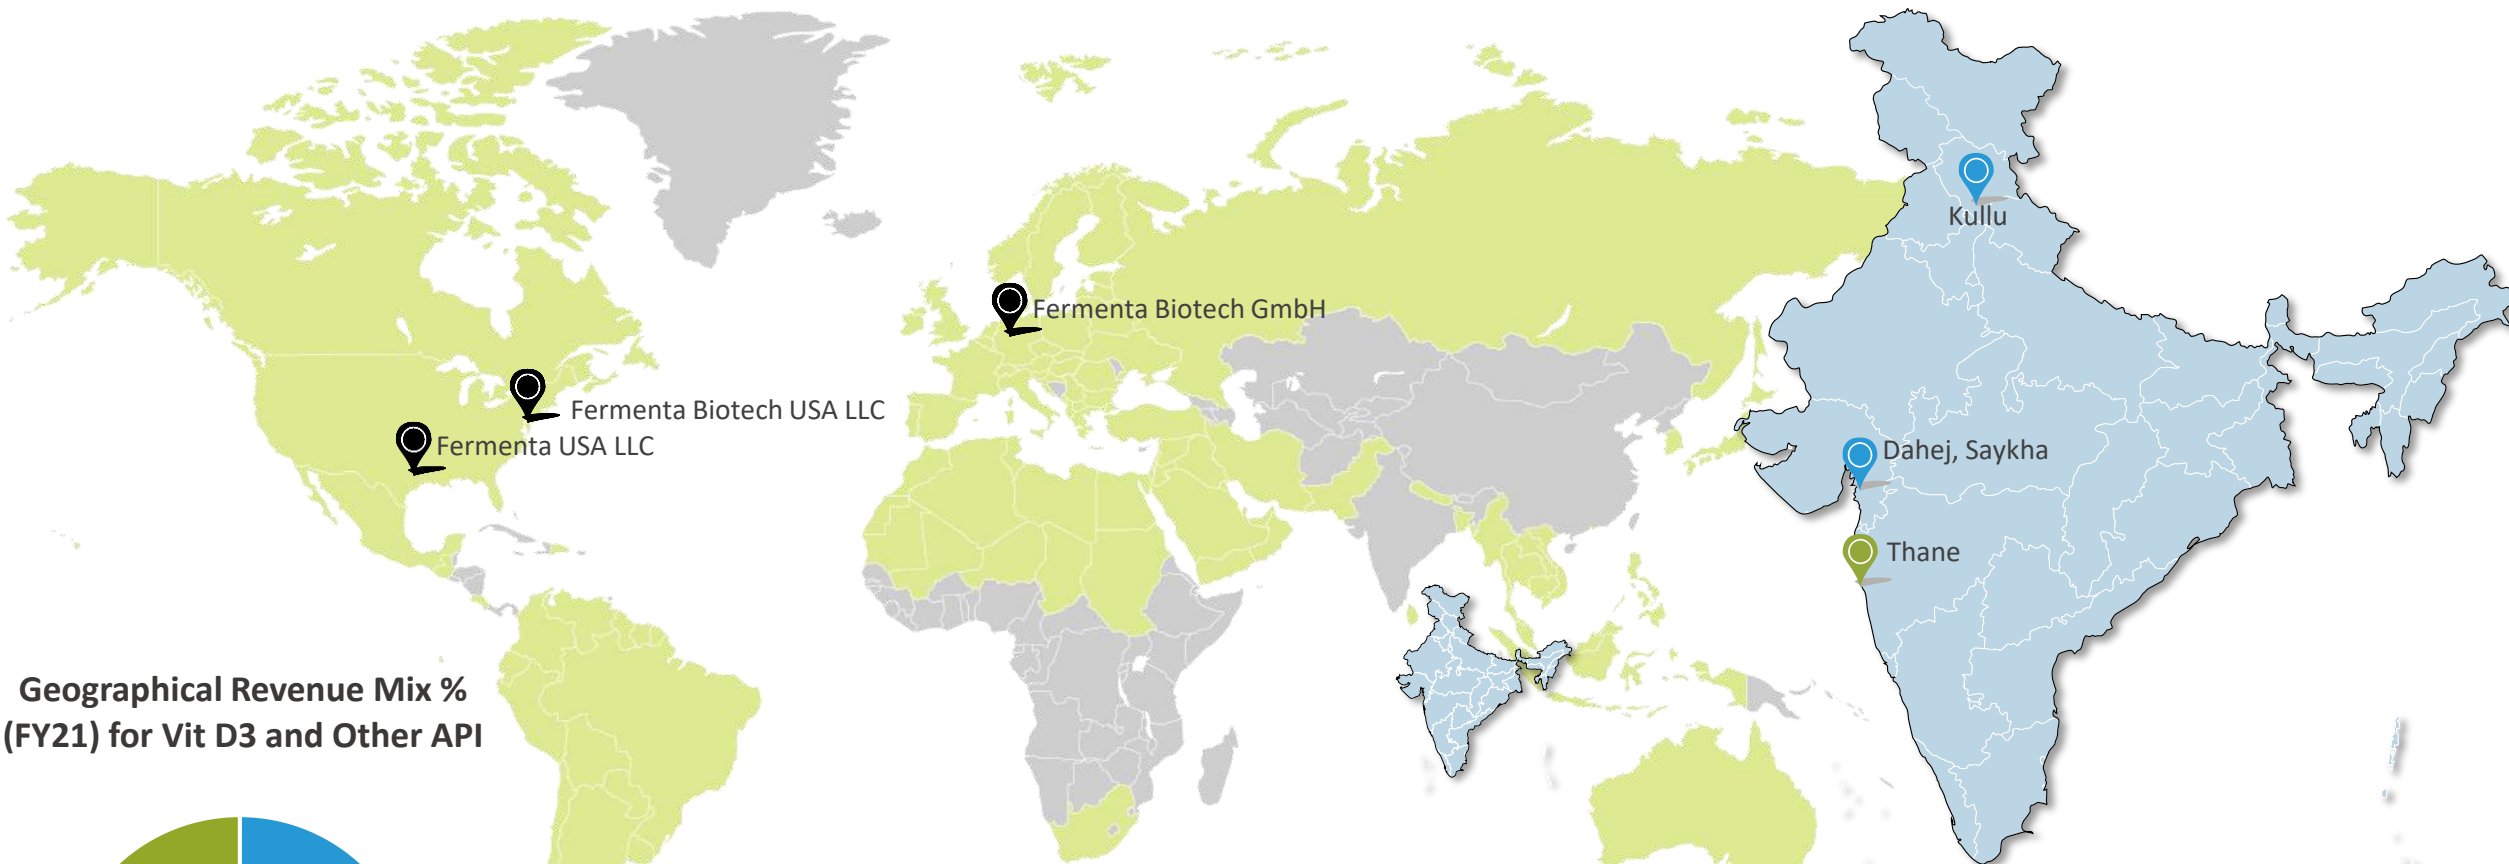 Kullu
Fermenta Biotech GmbH
Fermenta Biotech USA LLC
Fermenta USA LLC
Dahej, Saykha
Thane
Geographical Revenue Mix %
(FY21) for Vit D3 and Other API